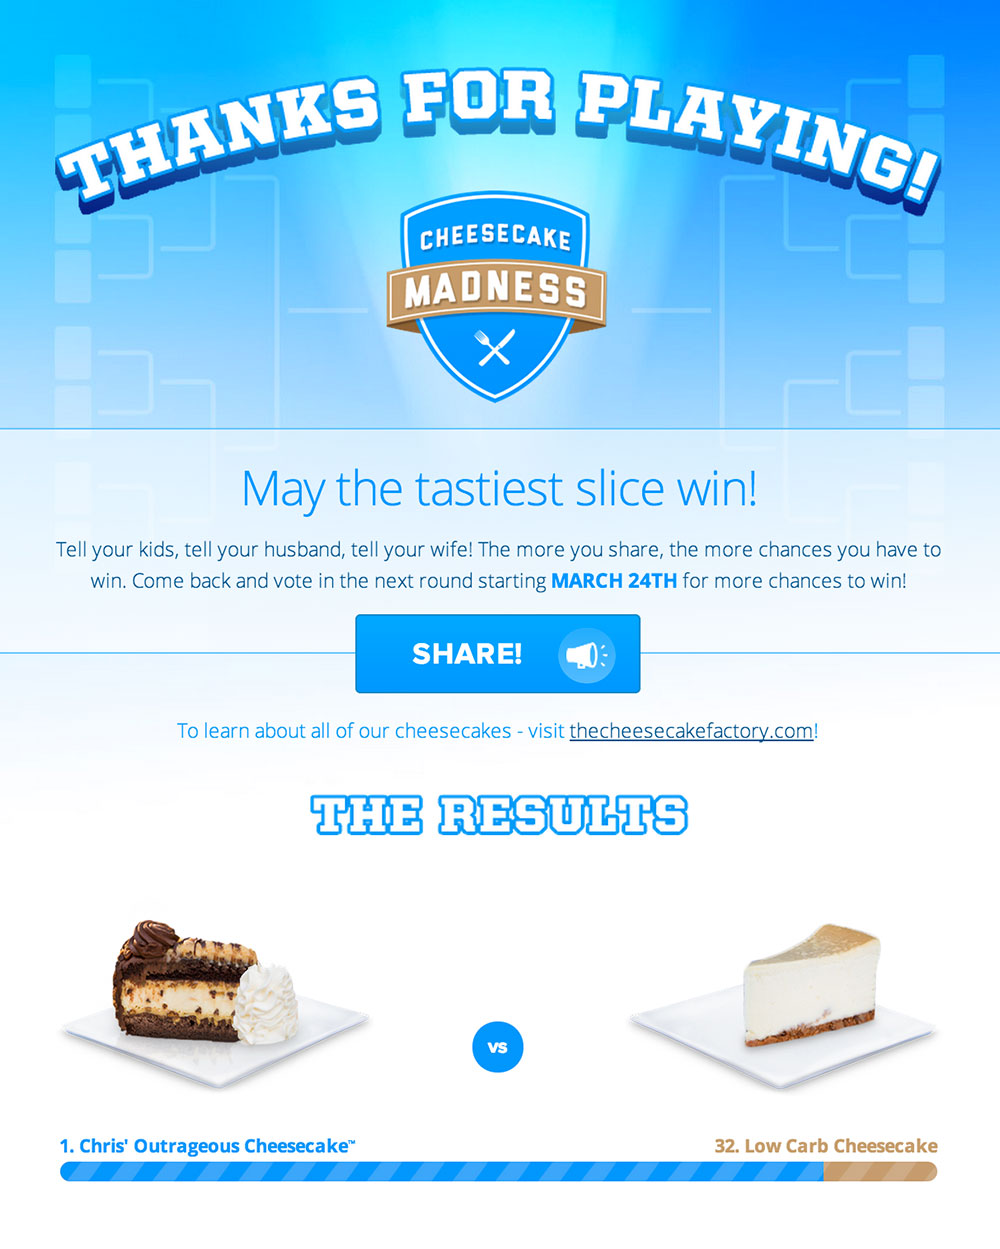 THANKS FOR PLAYING!
CHEESECAKE
MADNESS
May the tastiest slice win!
Tell your kids, tell your husband, tell your wife! The more you share, the more chances you have to
win. Come back and vote in the next round starting MARCH 24TH for more chances to win!
SHARE!
To learn about all of our cheesecakes - visit thecheesecakefactory.com!
THE RESULTS
vs
1. Chris' Outrageous Cheesecake™
32. Low Carb Cheesecake